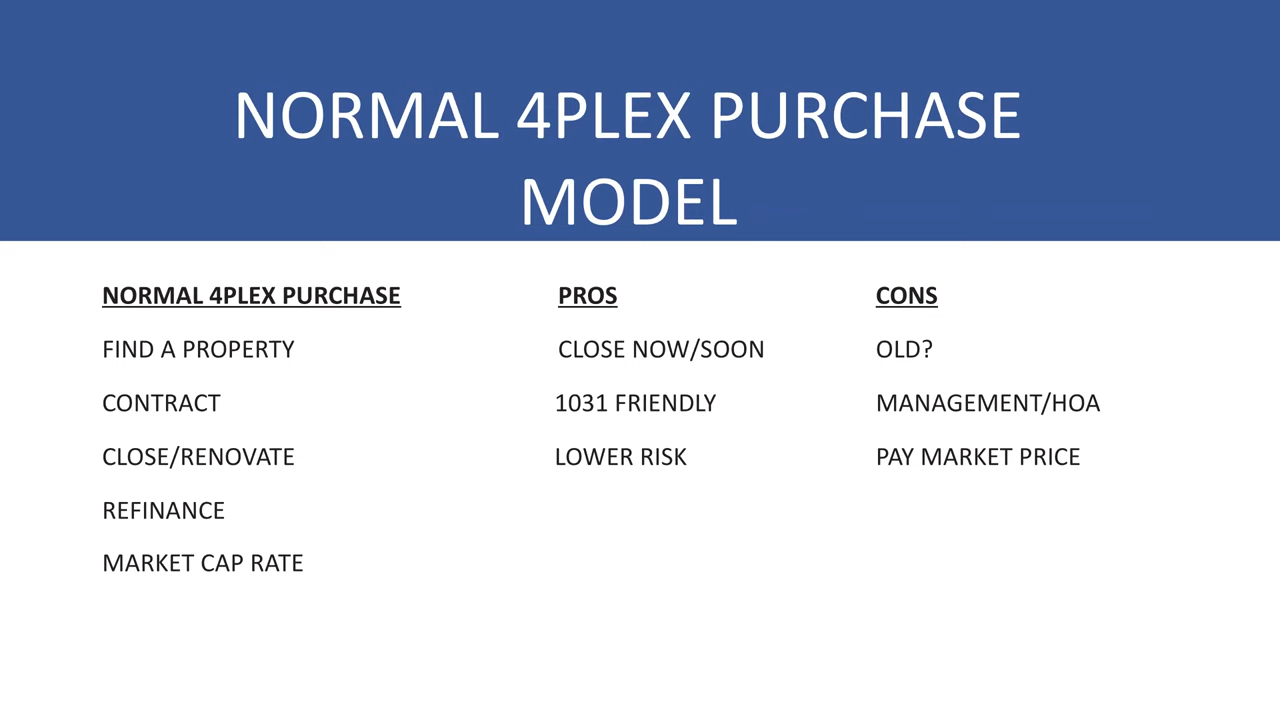 NORMAL 4PLEX PURCHASE
MODEL
NORMAL 4PLEX PURCHASE
FIND A PROPERTY
CONTRACT
CLOSE/RENOVATE
REFINANCE
MARKET CAP RATE
PROS
CLOSE NOW/SOON
1031 FRIENDLY
LOWER RISK
CONS
OLD?
MANAGEMENT/HOA
PAY MARKET PRICE